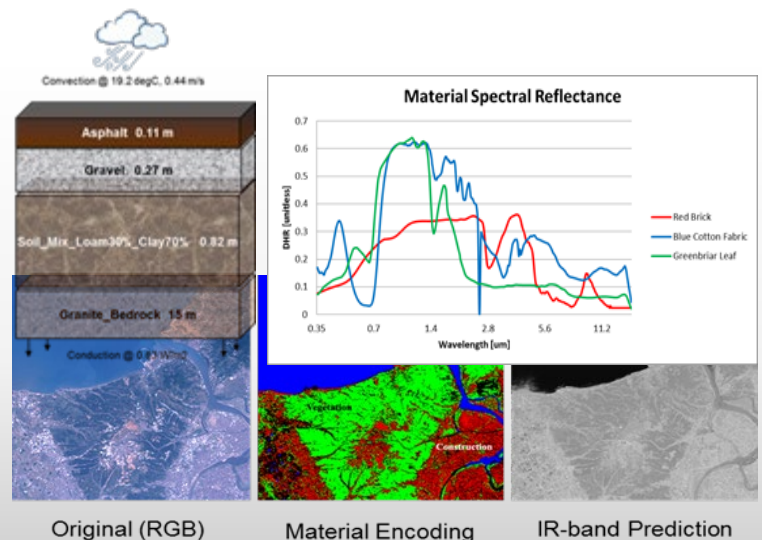 Convection @ 19.2 degC, 0.44 m/s
Asphalt 0.11 m
Gravel 0.27 m
Soil_Mix_Loam30%_Clay70% 0.82 m
Granite_Bedrock 15 m
Conduction @
Material Spectral Reflectance
DHR [unitless]
0.7
0.6
0.5
0.4
0.3
0.2
0.1
0
0.35 0.7 1.4 2.8 5.6 11.2
Wavelength [um]
Red Brick
Blue Cotton Fabric
Greenbriar Leaf
Vegetation
Construction
Original (RGB)
Material Encoding
IR-band Prediction